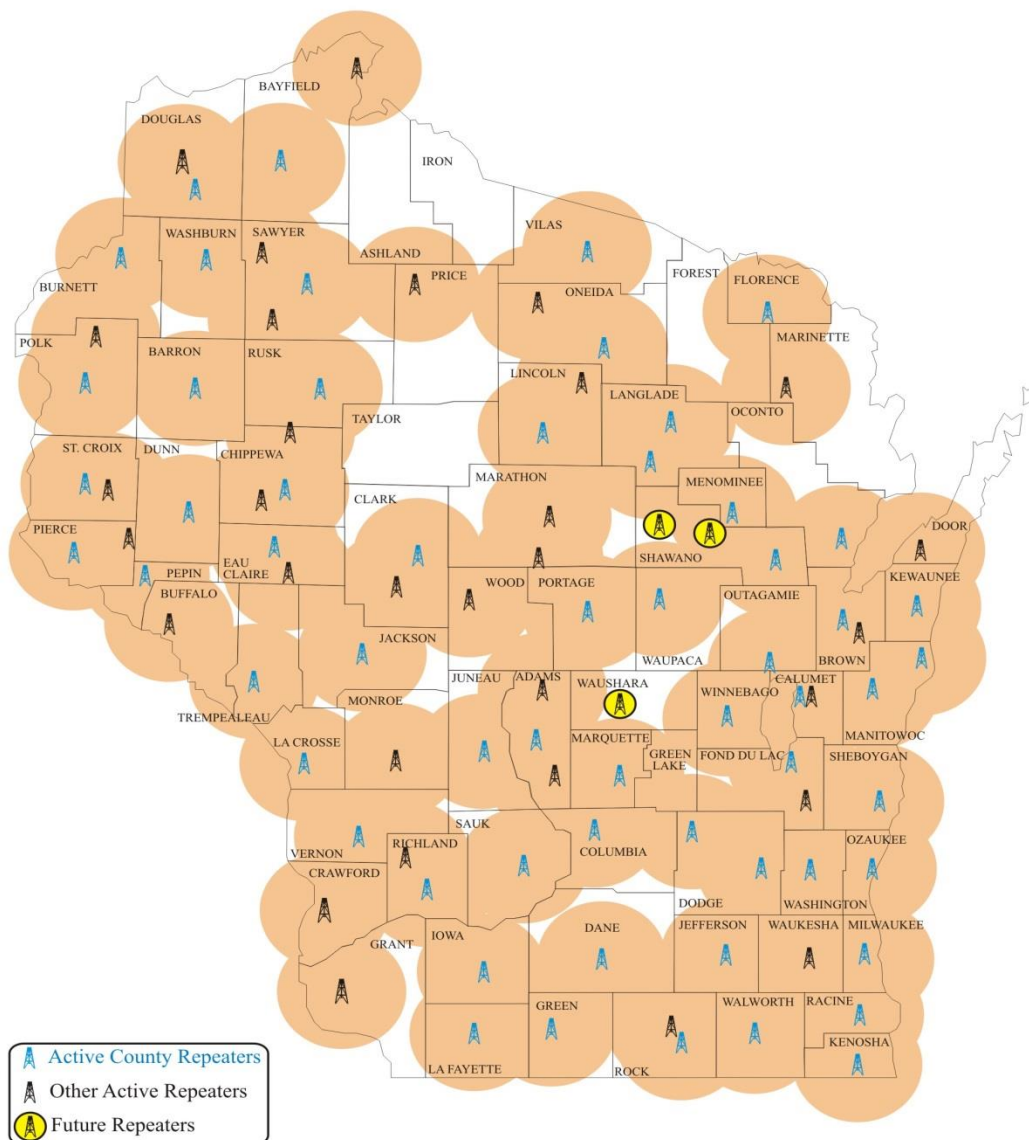 BAYFIELD
DOUGLAS
IRON
VILAS
WASHBURN
SAWYER
ASHLAND
FOREST
PRICE
FLORENCE
BURNETT
ONEIDA
MARINETTE
POLK
BARRON
RUSK
LINCOLN
LANGLADE
OCONTO
TAYLOR
ST. CROIX
DUNN
CHIPPEWA
MARATHON
MENOMINEE
CLARK
PIERCE
DOOR
SHAWANO
EAU
CLAIRE
PEPIN
WOOD
PORTAGE
KEWAUNEE
BUFFALO
OUTAGAMIE
JACKSON
WAUPACA
BROWN
JUNEAU
ADAMS
WAUSHARA
CALUMET
WINNEBAGO
MONROE
TREMPEALEAU
MANITOWOC
LA CROSSE
MARQUETTE
GREEN
LAKE
FOND DU LAC
SHEBOYGAN
SAUK
OZAUKEE
VERNON
RICHLAND
COLUMBIA
CRAWFORD
DODGE
WASHINGTON
GRANT
IOWA
DANE
JEFFERSON
WAUKESHA
MILWAUKEE
GREEN
WALWORTH
RACINE
KENOSHA
LA FAYETTE
ROCK
Active County Repeaters
Other Active Repeaters
Future Repeaters